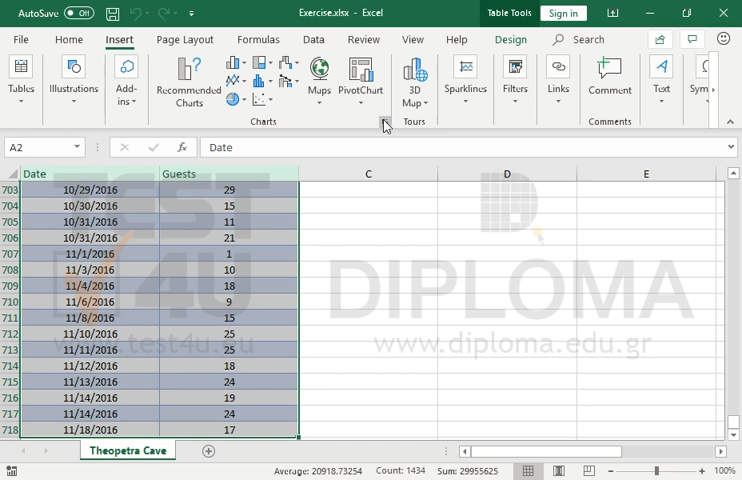 AutoSave Off Exercise.xlsx - Excel Table Tools Sign in
File Home Insert Page Layout Formulas Data Review View Help Design Search
Tables Illustrations Add-ins Recommended Charts Maps PivotChart 3D Map Sparklines Filters Links Comment Text Sym
Charts Tours Comments
A2 fx Date
Date Guests C D E
703 10/29/2016 29
704 10/30/2016 15
705 10/31/2016 11
706 10/31/2016 21
707 11/1/2016 1
708 11/3/2016 10
709 11/4/2016 18
710 11/6/2016 9
711 11/8/2016 15
712 11/10/2016 25
713 11/11/2016 25
714 11/12/2016 18
715 11/13/2016 24
716 11/14/2016 19
717 11/14/2016 24
718 11/18/2016 17
TEST
4U
www.test4u.eu
D
DIPLOMA
www.diploma.edu.gr
Theopetra Cave
Average: 20918.73254 Count: 1434 Sum: 29955625 100%